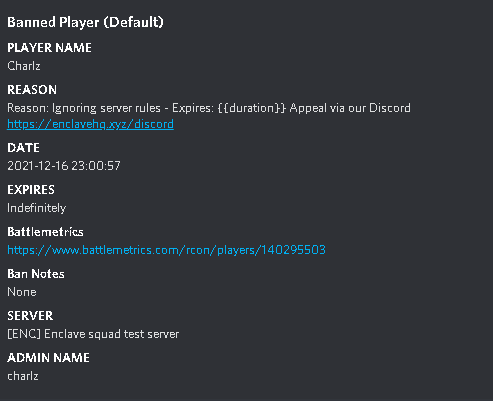 Banned Player (Default)
PLAYER NAME
Charlz
REASON
Reason: Ignoring server rules - Expires: {{duration}} Appeal via our Discord
https://enclavehq.xyz/discord
DATE
2021-12-16 23:00:57
EXPIRES
Indefinitely
Battlemetrics
https://www.battlemetrics.com/rcon/players/140295503
Ban Notes
None
SERVER
[ENC] Enclave squad test server
ADMIN NAME
charlz